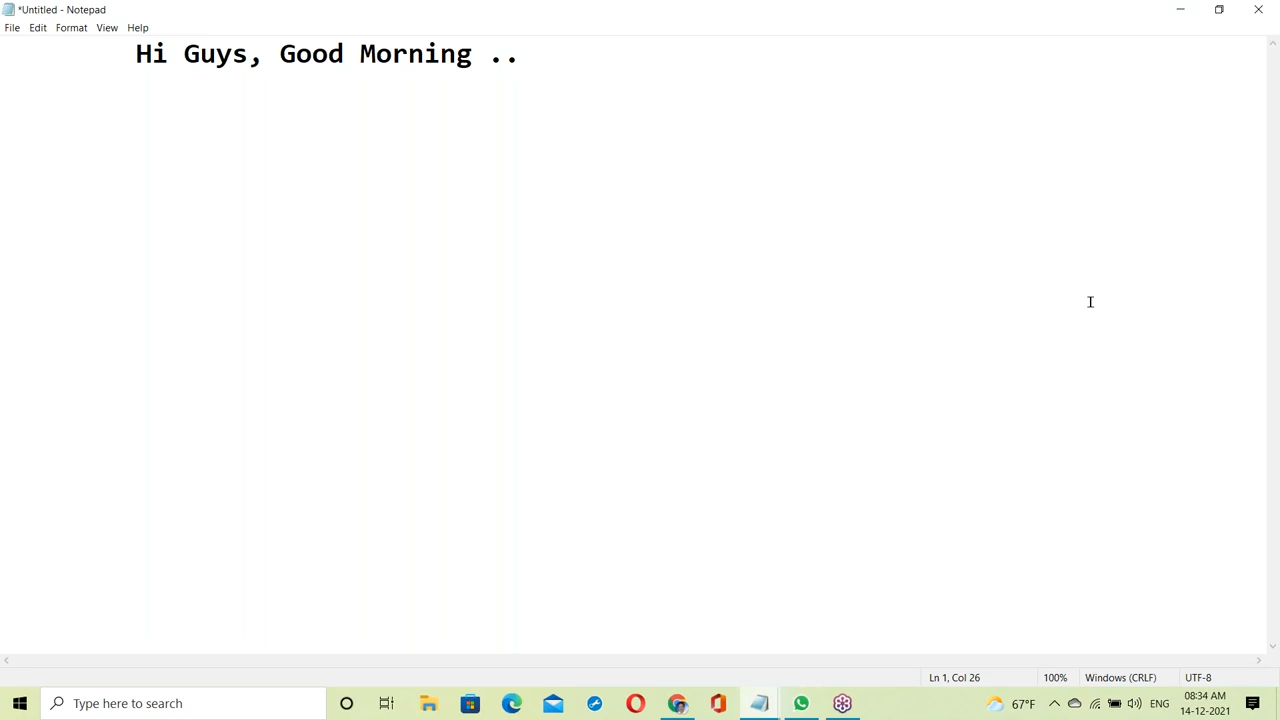 *Untitled - Notepad
File Edit Format View Help
Hi Guys, Good Morning ..
Ln 1, Col 26 100% Windows (CRLF) UTF-8
Type here to search 67°F ENG 08:34 AM
14-12-2021